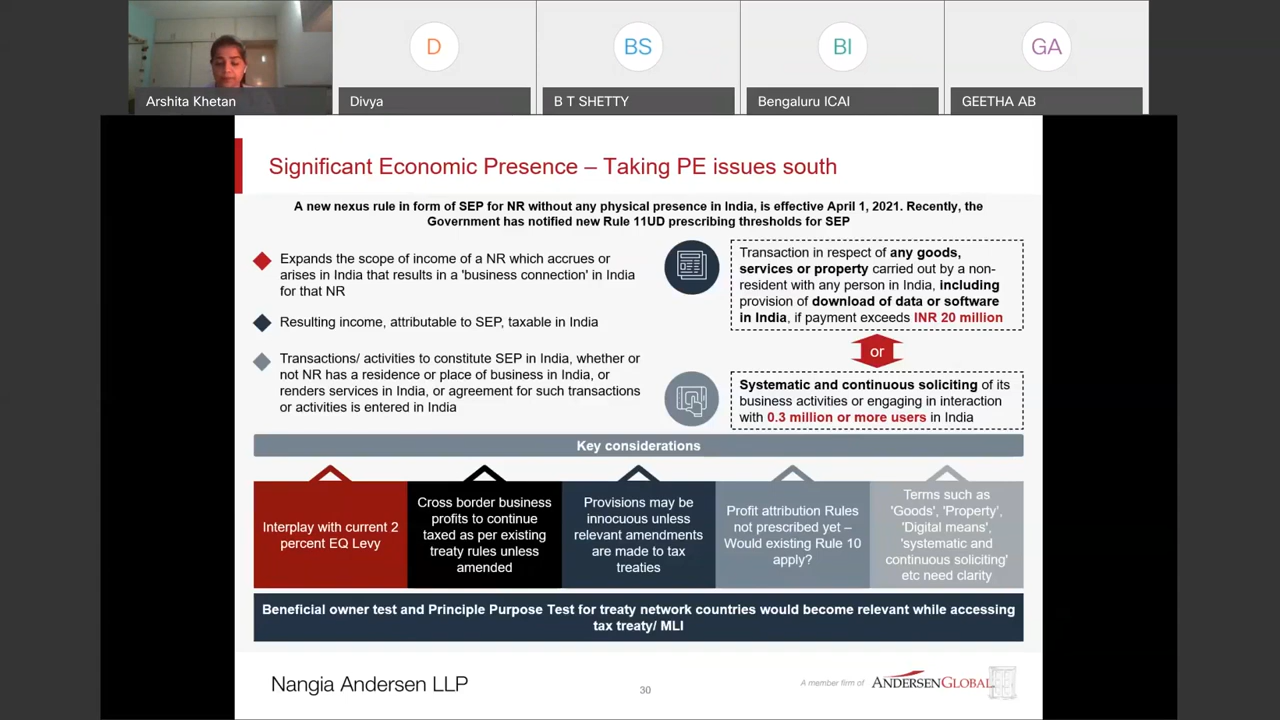 D
BS
BI
GA
Arshita Khetan
Divya
B T SHETTY
Bengaluru ICAI
GEETHA AB
Significant Economic Presence – Taking PE issues south
A new nexus rule in form of SEP for NR without any physical presence in India, is effective April 1, 2021. Recently, the
Government has notified new Rule 11UD prescribing thresholds for SEP
Expands the scope of income of a NR which accrues or
arises in India that results in a 'business connection' in India
for that NR
Resulting income, attributable to SEP, taxable in India
Transactions/ activities to constitute SEP in India, whether or
not NR has a residence or place of business in India, or
renders services in India, or agreement for such transactions
or activities is entered in India
Transaction in respect of any goods,
services or property carried out by a non-
resident with any person in India, including
provision of download of data or software
in India, if payment exceeds INR 20 million
or
Systematic and continuous soliciting of its
business activities or engaging in interaction
with 0.3 million or more users in India
Key considerations
Interplay with current 2
percent EQ Levy
Cross border business
profits to continue
taxed as per existing
treaty rules unless
amended
Provisions may be
innocuous unless
relevant amendments
are made to tax
treaties
Profit attribution Rules
not prescribed yet –
Would existing Rule 10
apply?
Terms such as
'Goods', 'Property',
'Digital means',
'systematic and
continuous soliciting'
etc need clarity
Beneficial owner test and Principle Purpose Test for treaty network countries would become relevant while accessing
tax treaty/ MLI
Nangia Andersen LLP
30
A member firm of
ANDERSEN GLOBAL